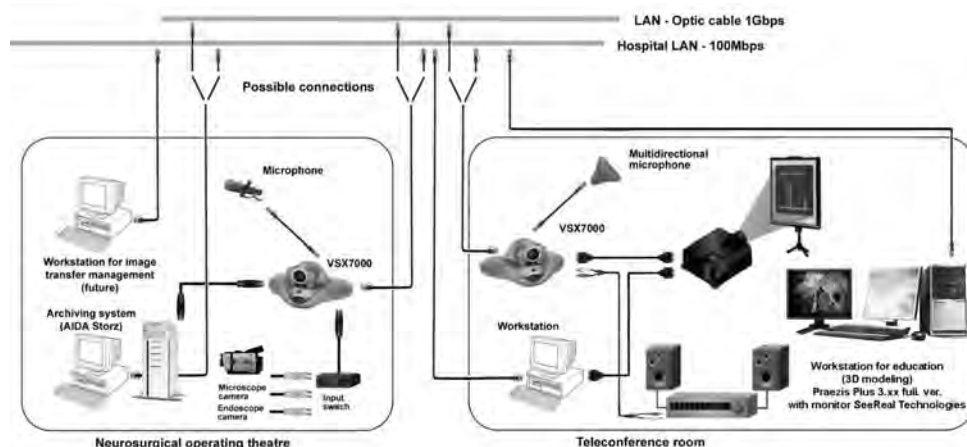 LAN - Optic cable 1Gbps
Hospital LAN - 100Mbps
Possible connections
Microphone
VSX7000
Workstation for image
transfer management
(future)
Archiving system
(AIDA Storz)
Microscope
camera
Endoscope
camera
Input
switch
Neurosurgical operating theatre
Multidirectional
microphone
VSX7000
Workstation
Workstation for education
(3D modeling)
Praezis Plus 3.xx full. ver.
with monitor SeeReal Technologies
Teleconference room